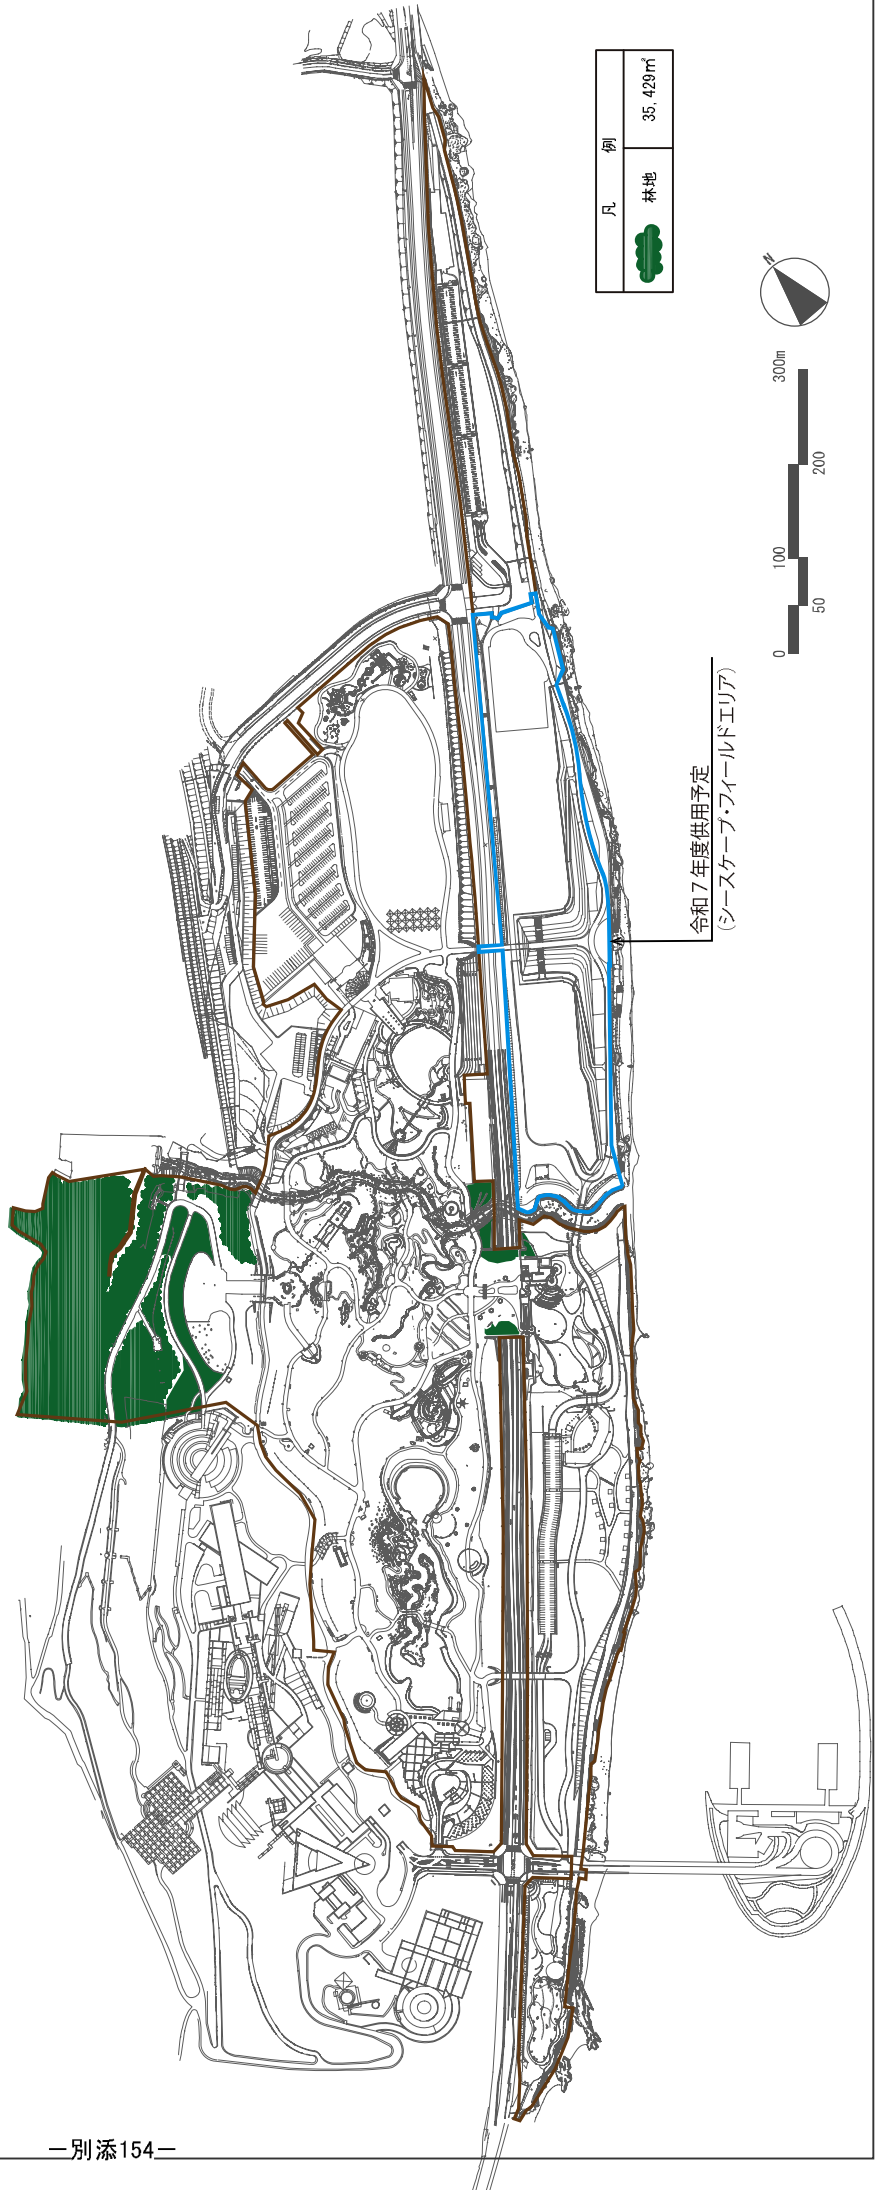 凡 例
林地 35,429㎡
N
0 50 100 200 300m
令和７年度供用予定
(シースケープ・フィールドエリア)
－別添154－